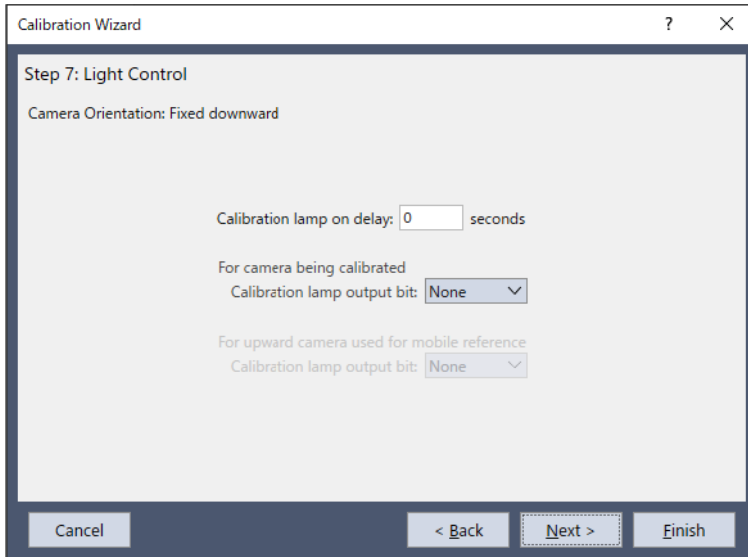 Calibration Wizard ? ×
Step 7: Light Control
Camera Orientation: Fixed downward
Calibration lamp on delay: 0 seconds
For camera being calibrated
Calibration lamp output bit: None
For upward camera used for mobile reference
Calibration lamp output bit: None
Cancel < Back Next > Finish